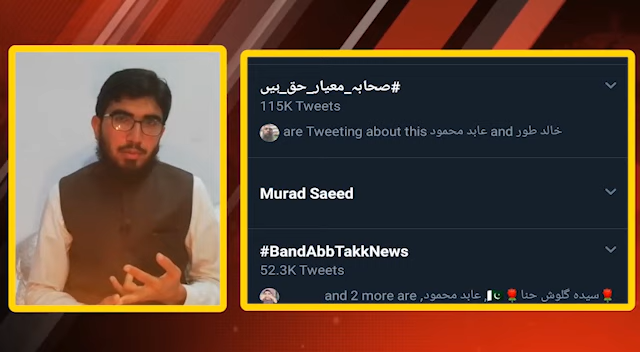 #صحابہ_معیار_حق_ہیں
115K Tweets
are Tweeting about this عابد محمود and خالد طور
Murad Saeed
#BandAbbTakkNews
52.3K Tweets
and 2 more are ,عابد محمود ,🇵🇰🌹سیدہ گلوش حنا🌹